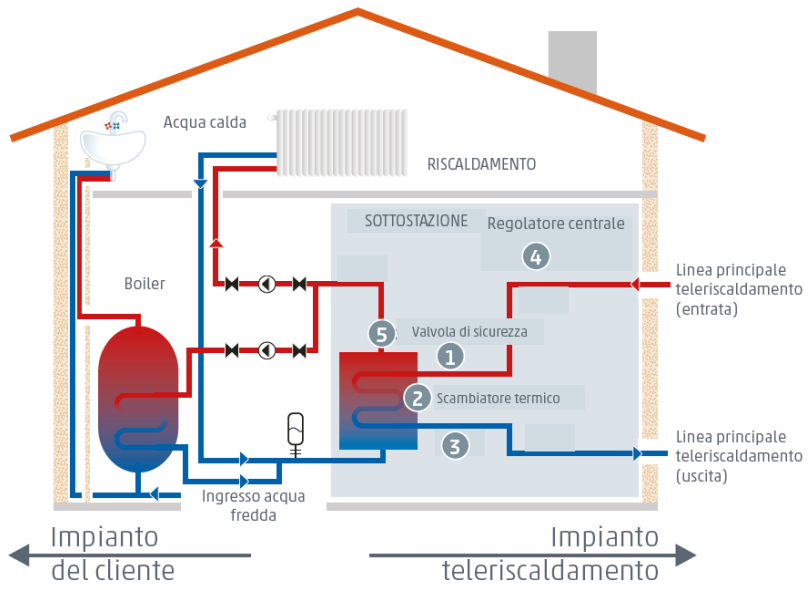 Acqua calda
RISCALDAMENTO
SOTTOSTAZIONE
Regolatore centrale
4
Linea principale
teleriscaldamento
(entrata)
Boiler
5
Valvola di sicurezza
1
2
Scambiatore termico
3
Linea principale
teleriscaldamento
(uscita)
Ingresso acqua
fredda
Impianto
del cliente
Impianto
teleriscaldamento